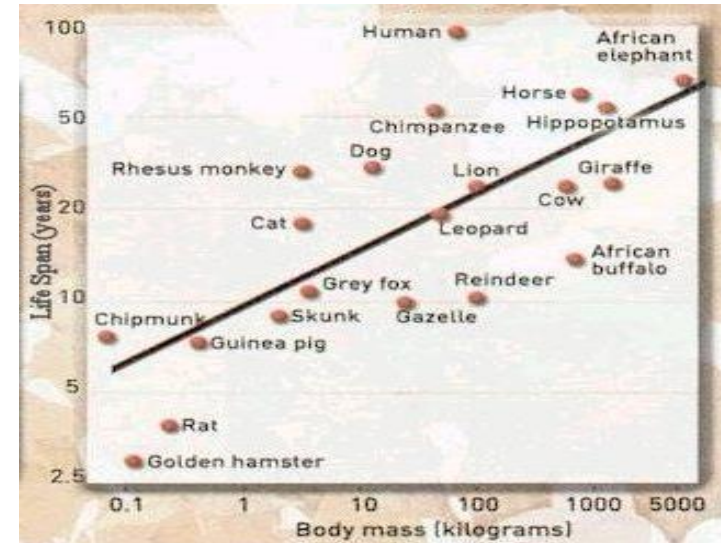 100
Human
African
elephant
Horse
50
Chimpanzee
Hippopotamus
Dog
Rhesus monkey
Lion
Giraffe
Cow
20
Cat
Leopard
African
buffalo
Grey fox
Reindeer
10
Chipmunk
Skunk
Gazelle
Guinea pig
5
Rat
Golden hamster
2.5
Life Span (years)
0.1 1 10 100 1000 5000
Body mass (kilograms)